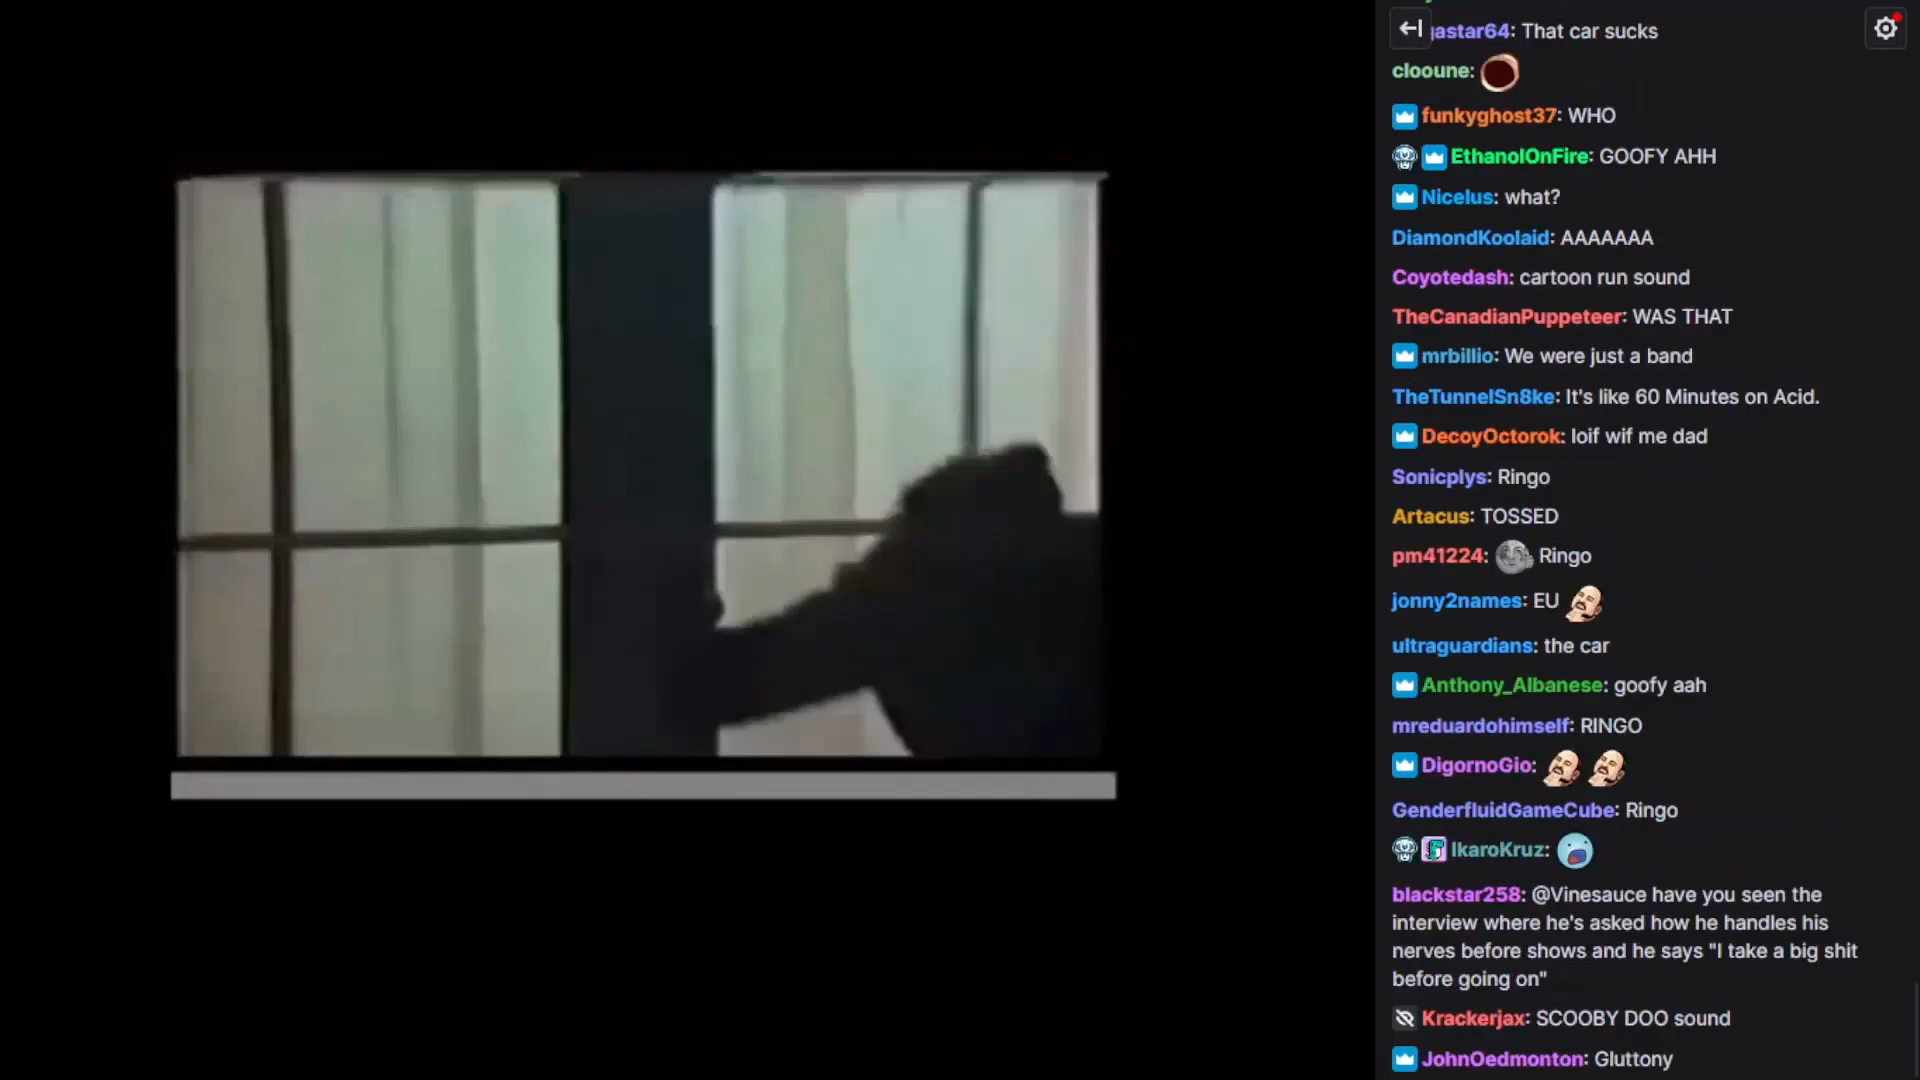 astar64: That car sucks
clooune:
funkyghost37: WHO
EthanolOnFire: GOOFY AHH
Nicelus: what?
DiamondKoolaid: AAAAAAA
Coyotedash: cartoon run sound
TheCanadianPuppeteer: WAS THAT
mrbillio: We were just a band
TheTunnelSn8ke: It's like 60 Minutes on Acid.
DecoyOctorok: loif wif me dad
Sonicplys: Ringo
Artacus: TOSSED
pm41224: Ringo
jonny2names: EU
ultraguardians: the car
Anthony_Albanese: goofy aah
mreduardohimself: RINGO
DigornoGio:
GenderfluidGameCube: Ringo
IkaroKruz:
blackstar258: @Vinesauce have you seen the
interview where he's asked how he handles his
nerves before shows and he says "I take a big shit
before going on"
Krackerjax: SCOOBY DOO sound
JohnOedmonton: Gluttony